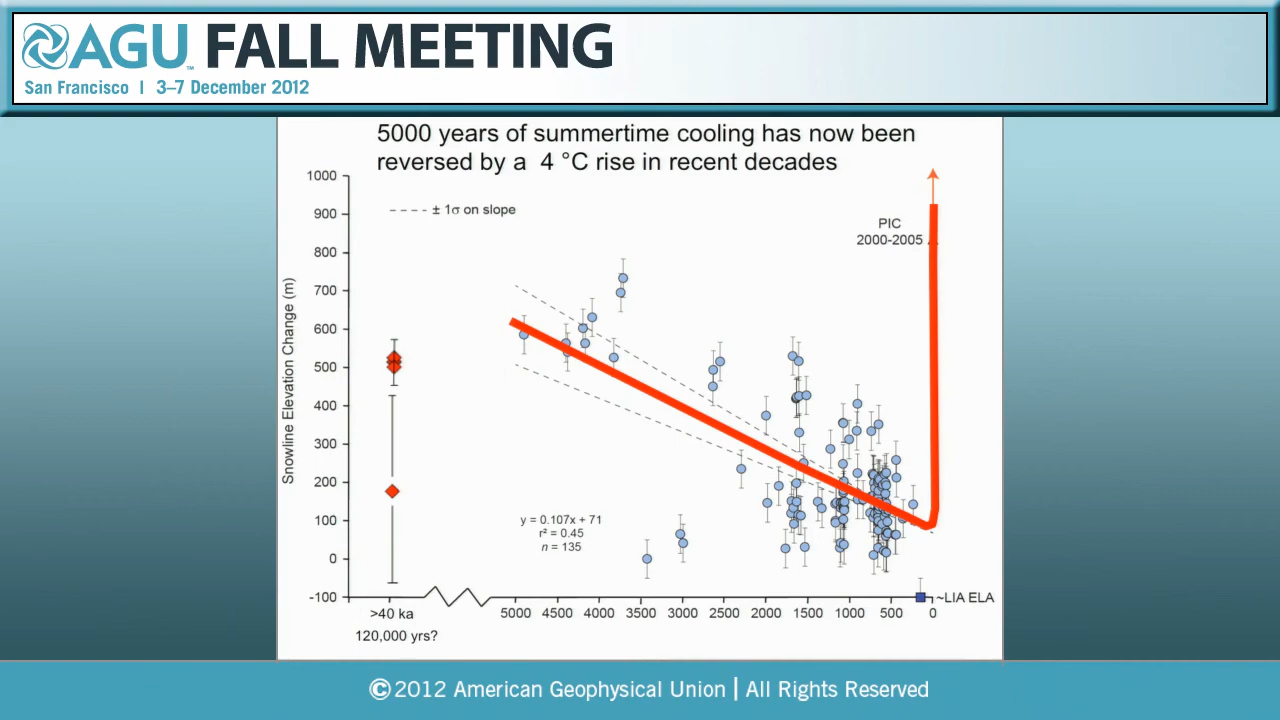 AGU™ FALL MEETING
San Francisco | 3–7 December 2012
5000 years of summertime cooling has now been
reversed by a 4 °C rise in recent decades
1000
900
800
700
600
500
400
300
200
100
0
-100
Snowline Elevation Change (m)
± 1σ on slope
PIC
2000-2005
y = 0.107x + 71
r² = 0.45
n = 135
~LIA ELA
>40 ka
120,000 yrs?
5000 4500 4000 3500 3000 2500 2000 1500 1000 500 0
©2012 American Geophysical Union | All Rights Reserved